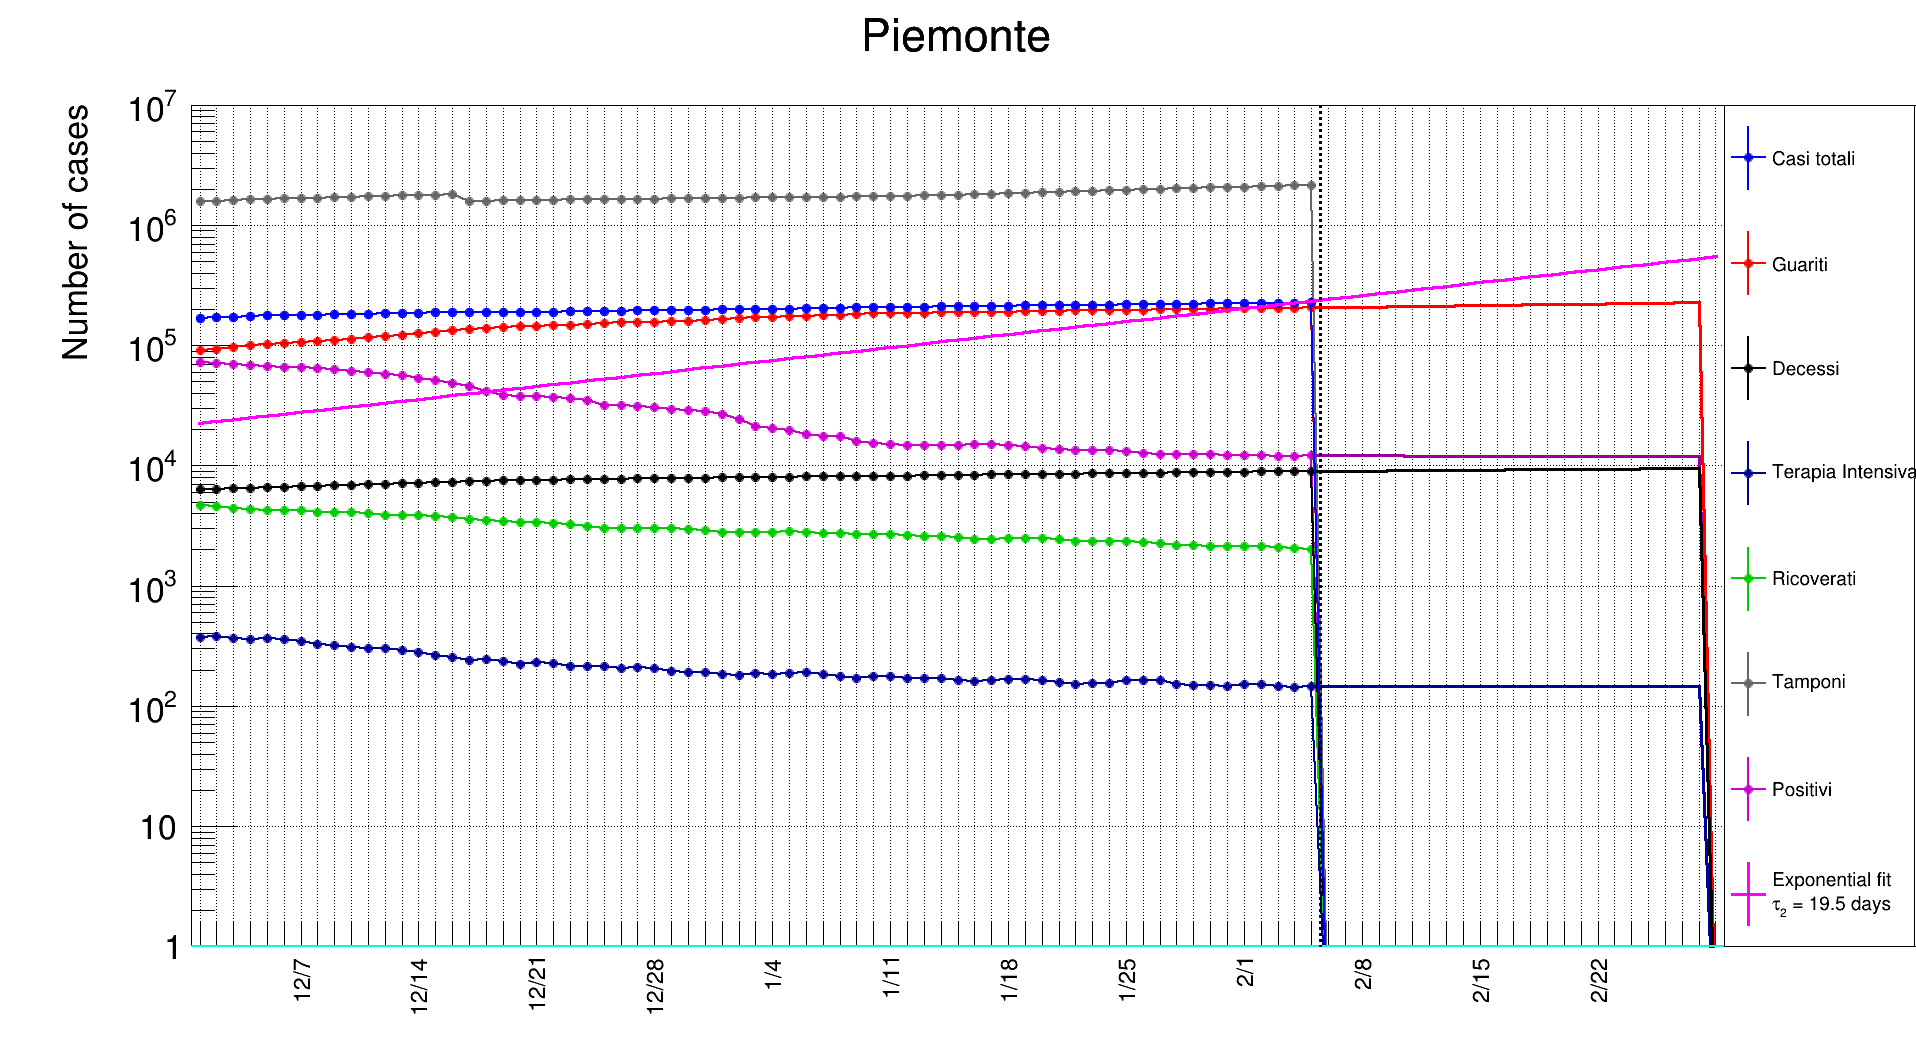 Piemonte
Number of cases
10^7
10^6
10^5
10^4
10^3
10^2
10
1
12/7
12/14
12/21
12/28
1/4
1/11
1/18
1/25
2/1
2/8
2/15
2/22
Casi totali
Guariti
Decessi
Terapia Intensiva
Ricoverati
Tamponi
Positivi
Exponential fit
τ₂ = 19.5 days